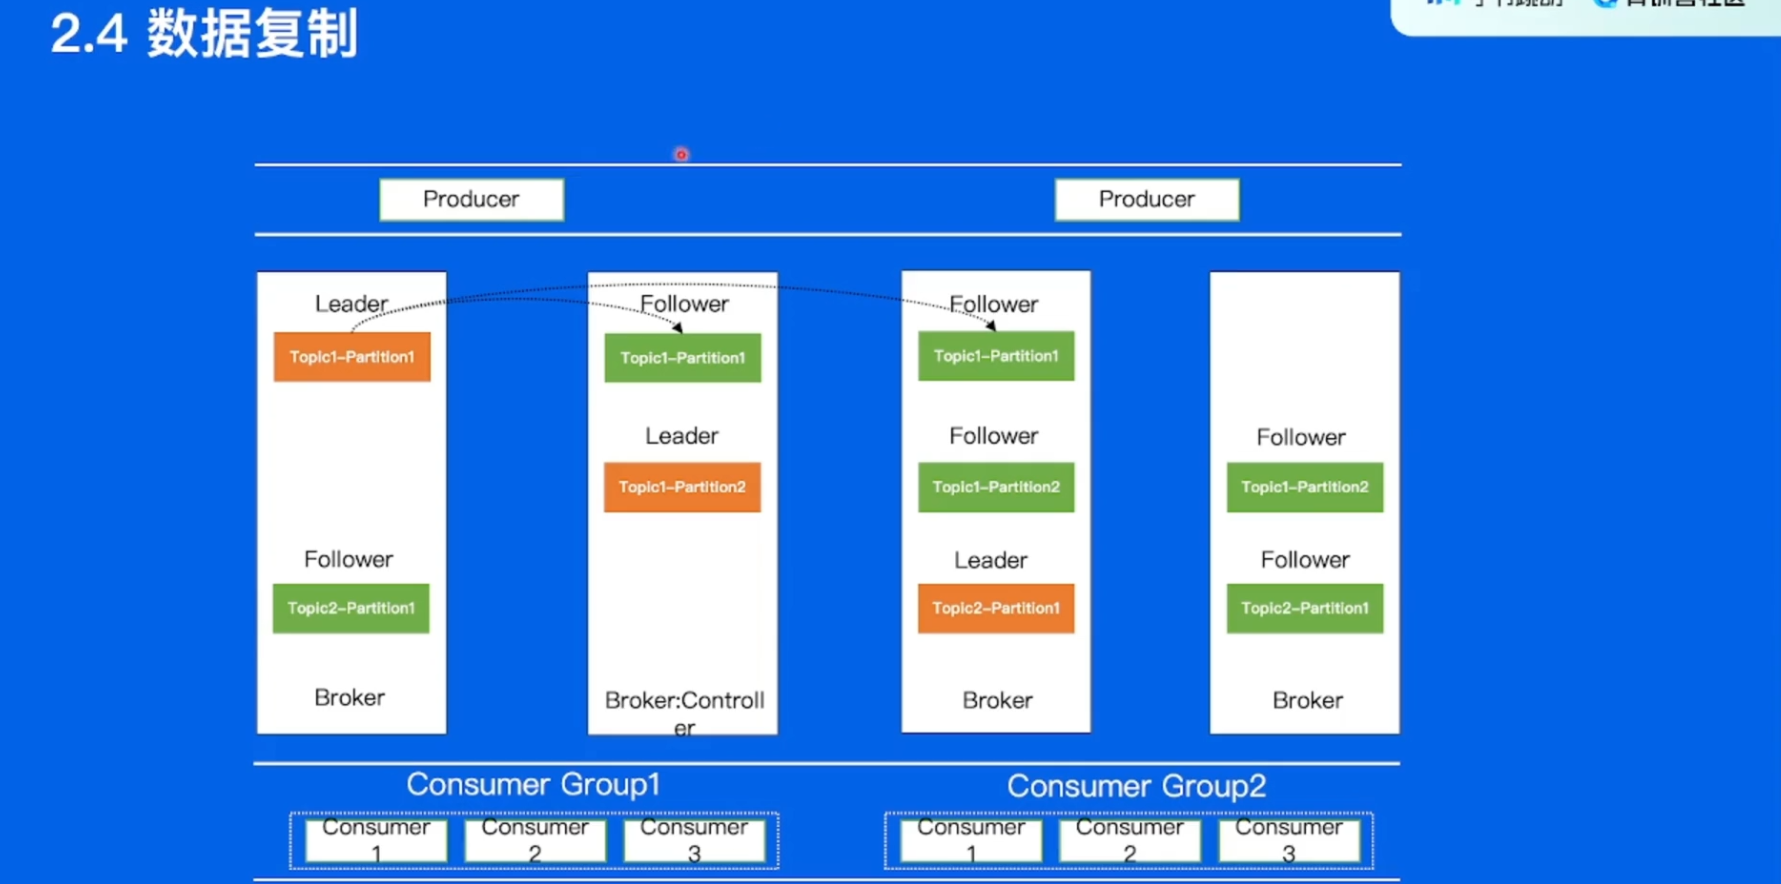 2.4 数据复制
Producer
Producer
Leader
Topic1-Partition1
Follower
Topic2-Partition1
Broker
Follower
Topic1-Partition1
Leader
Topic1-Partition2
Broker:Controll
er
Follower
Topic1-Partition1
Follower
Topic1-Partition2
Leader
Topic2-Partition1
Broker
Follower
Topic1-Partition2
Follower
Topic2-Partition1
Broker
Consumer Group1
Consumer
1
Consumer
2
Consumer
3
Consumer Group2
Consumer
1
Consumer
2
Consumer
3